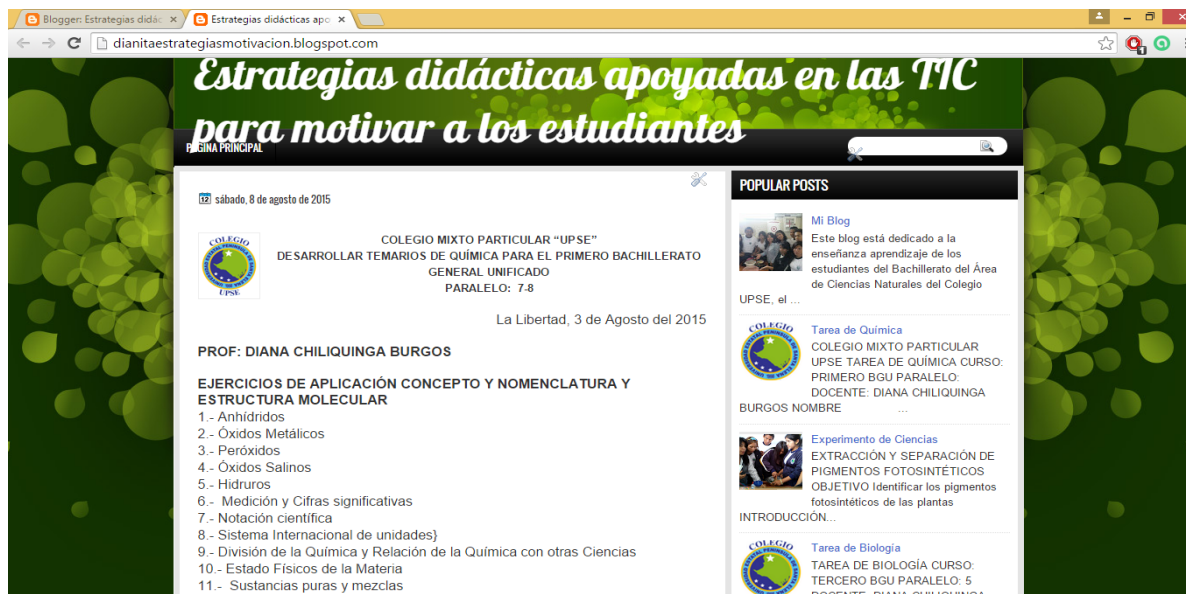 Blogger: Estrategias didác
Estrategias didácticas apo
dianitaestrategiasmotivacion.blogspot.com
Estrategias didácticas apoyadas en las TIC
para motivar a los estudiantes
PÁGINA PRINCIPAL
sábado, 8 de agosto de 2015
COLEGIO
UPSE
COLEGIO MIXTO PARTICULAR “UPSE”
DESARROLLAR TEMARIOS DE QUÍMICA PARA EL PRIMERO BACHILLERATO
GENERAL UNIFICADO
PARALELO: 7-8
La Libertad, 3 de Agosto del 2015
PROF: DIANA CHILIQUINGA BURGOS
EJERCICIOS DE APLICACIÓN CONCEPTO Y NOMENCLATURA Y
ESTRUCTURA MOLECULAR
1.- Anhídridos
2.- Óxidos Metálicos
3.- Peróxidos
4.- Óxidos Salinos
5.- Hidruros
6.- Medición y Cifras significativas
7.- Notación científica
8.- Sistema Internacional de unidades}
9.- División de la Química y Relación de la Química con otras Ciencias
10.- Estado Físicos de la Materia
11.- Sustancias puras y mezclas
POPULAR POSTS
Mi Blog
Este blog está dedicado a la
enseñanza aprendizaje de los
estudiantes del Bachillerato del Área
de Ciencias Naturales del Colegio
UPSE, el ...
COLEGIO
Tarea de Química
COLEGIO MIXTO PARTICULAR
UPSE TAREA DE QUÍMICA CURSO:
PRIMERO BGU PARALELO:
DOCENTE: DIANA CHILIQUINGA
BURGOS NOMBRE ...
Experimento de Ciencias
EXTRACCIÓN Y SEPARACIÓN DE
PIGMENTOS FOTOSINTÉTICOS
OBJETIVO Identificar los pigmentos
fotosintéticos de las plantas
INTRODUCCIÓN...
COLEGIO
Tarea de Biología
TAREA DE BIOLOGÍA CURSO:
TERCERO BGU PARALELO: 5
DOCENTE: DIANA CHILIQUINGA